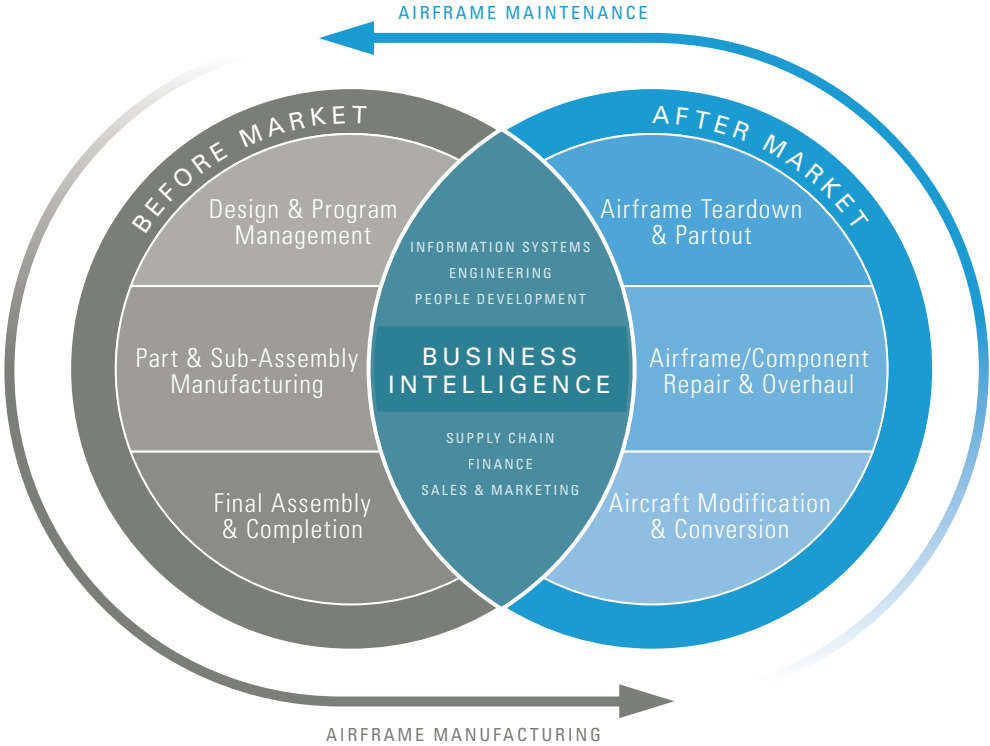 AIRFRAME MAINTENANCE
BEFORE MARKET
Design & Program
Management
Part & Sub-Assembly
Manufacturing
Final Assembly
& Completion
INFORMATION SYSTEMS
ENGINEERING
PEOPLE DEVELOPMENT
BUSINESS
INTELLIGENCE
SUPPLY CHAIN
FINANCE
SALES & MARKETING
AFTER MARKET
Airframe Teardown
& Partout
Airframe/Component
Repair & Overhaul
Aircraft Modification
& Conversion
AIRFRAME MANUFACTURING